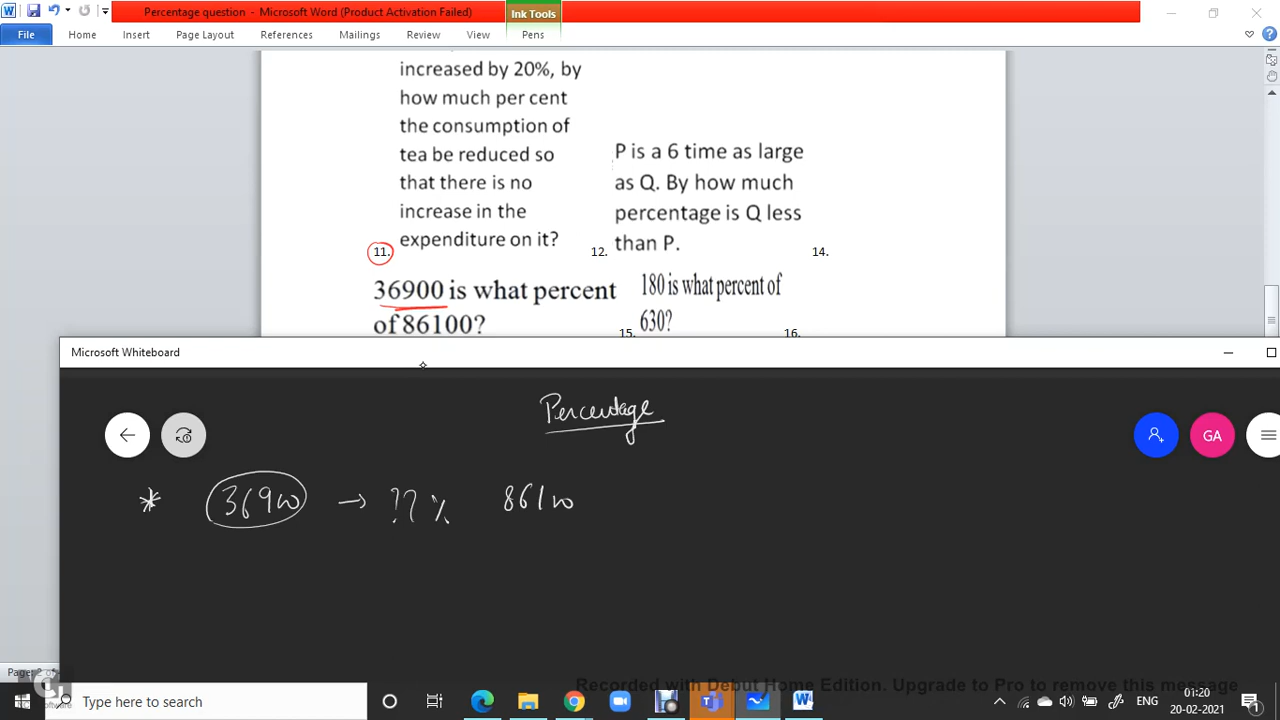 Percentage question - Microsoft Word (Product Activation Failed)
Ink Tools
File Home Insert Page Layout References Mailings Review View Pens
increased by 20%, by
how much per cent
the consumption of
tea be reduced so
that there is no
increase in the
expenditure on it?
11.
P is a 6 time as large
as Q. By how much
percentage is Q less
than P.
12.
14.
36900 is what percent
of 86100?
15.
180 is what percent of
630?
16.
Microsoft Whiteboard
Percentage
GA
* 36900 → ??% 86100
Page: 2 of
Recorded with Debut Home Edition. Upgrade to Pro to remove this message
Type here to search
ENG
01:20
20-02-2021